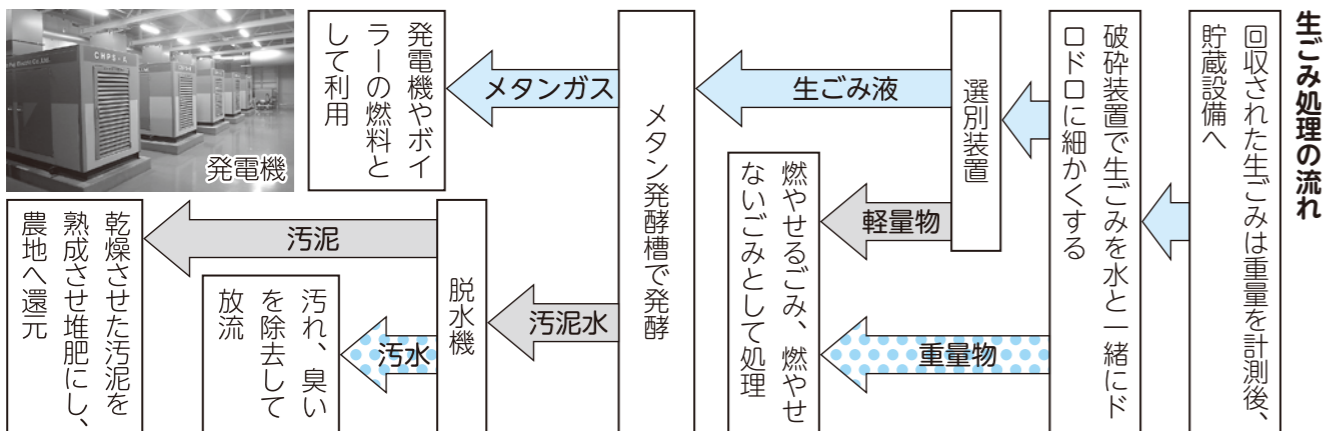 生ごみ処理の流れ
回収された生ごみは重量を計測後、
貯蔵設備へ
破砕装置で生ごみを水と一緒にド
ロドロに細かくする
選別装置
生ごみ液
軽量物
重量物
燃やせるごみ、燃やせ
ないごみとして処理
メタン発酵槽で発酵
メタンガス
汚泥水
発電機やボイ
ラーの燃料と
して利用
脱水機
汚泥
汚水
汚れ、臭い
を除去して
放流
乾燥させた汚泥を
熟成させ堆肥にし、
農地へ還元
発電機
CHPS-A